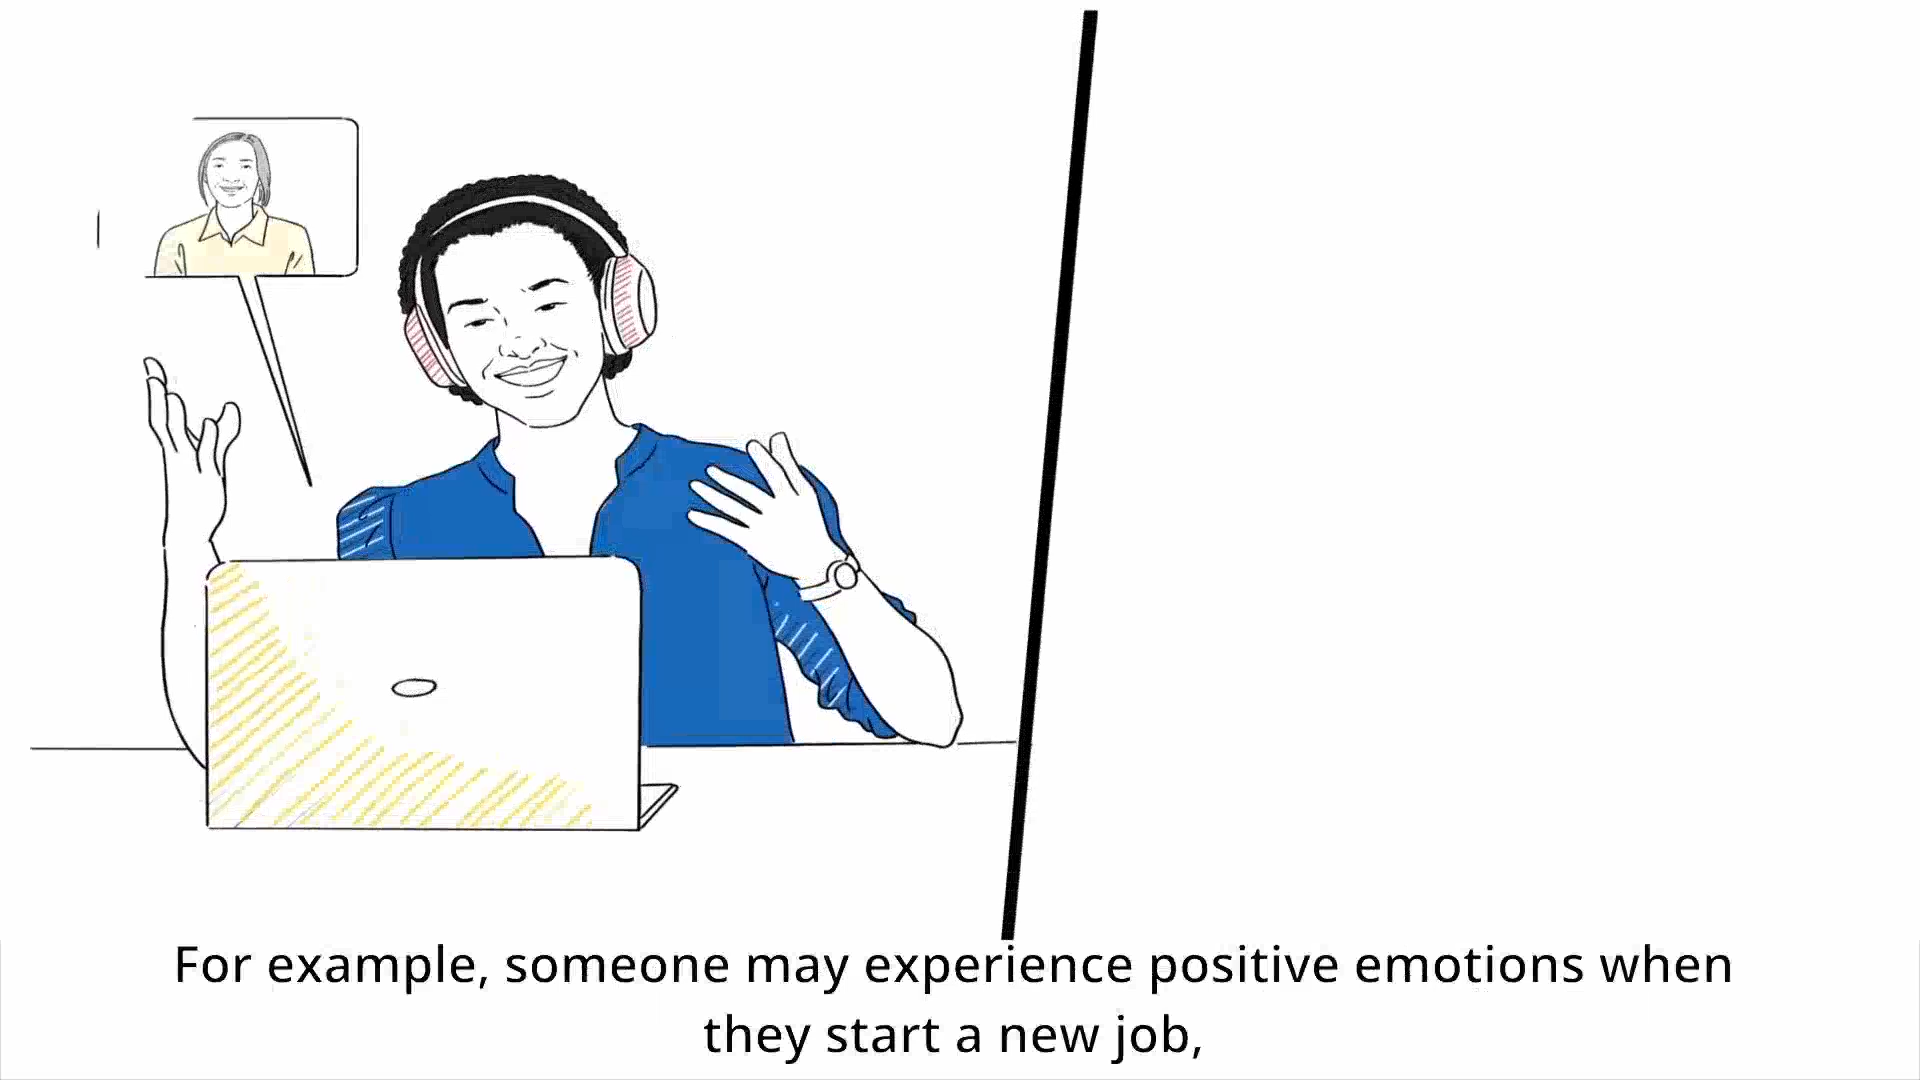 For example, someone may experience positive emotions when
they start a new job,